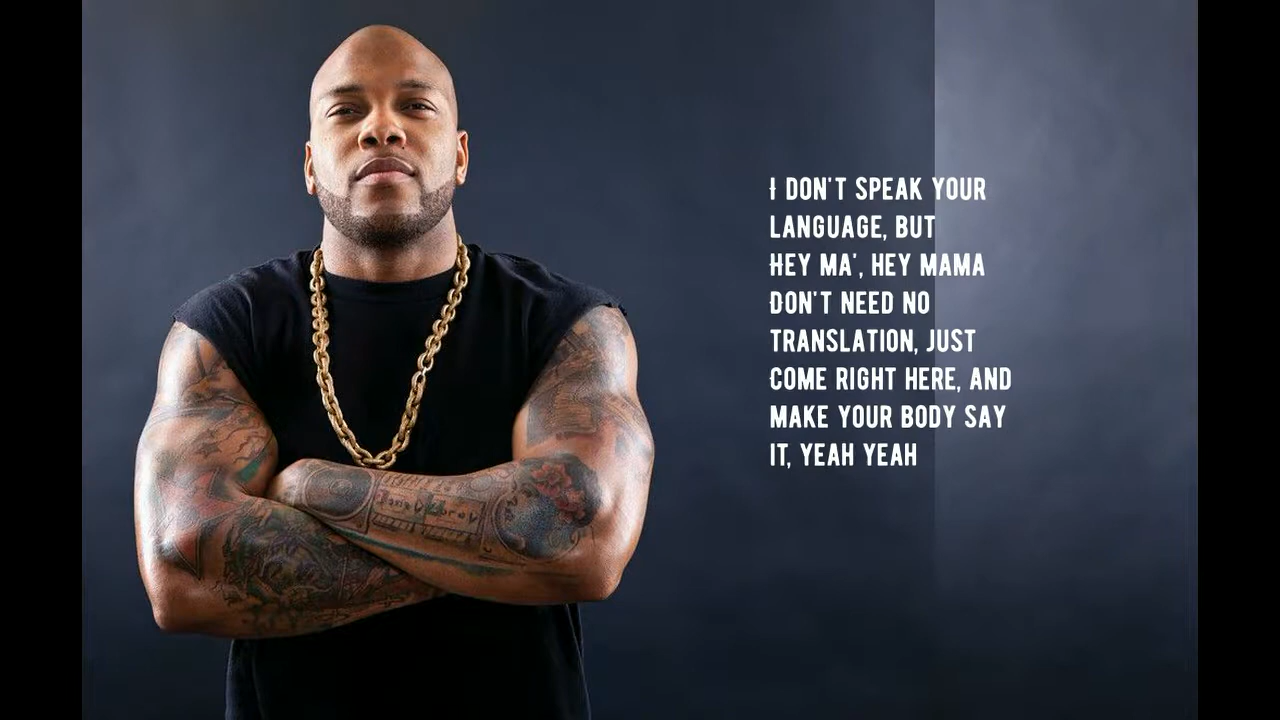 I DON'T SPEAK YOUR
LANGUAGE, BUT
HEY MA', HEY MAMA
DON'T NEED NO
TRANSLATION, JUST
COME RIGHT HERE, AND
MAKE YOUR BODY SAY
IT, YEAH YEAH